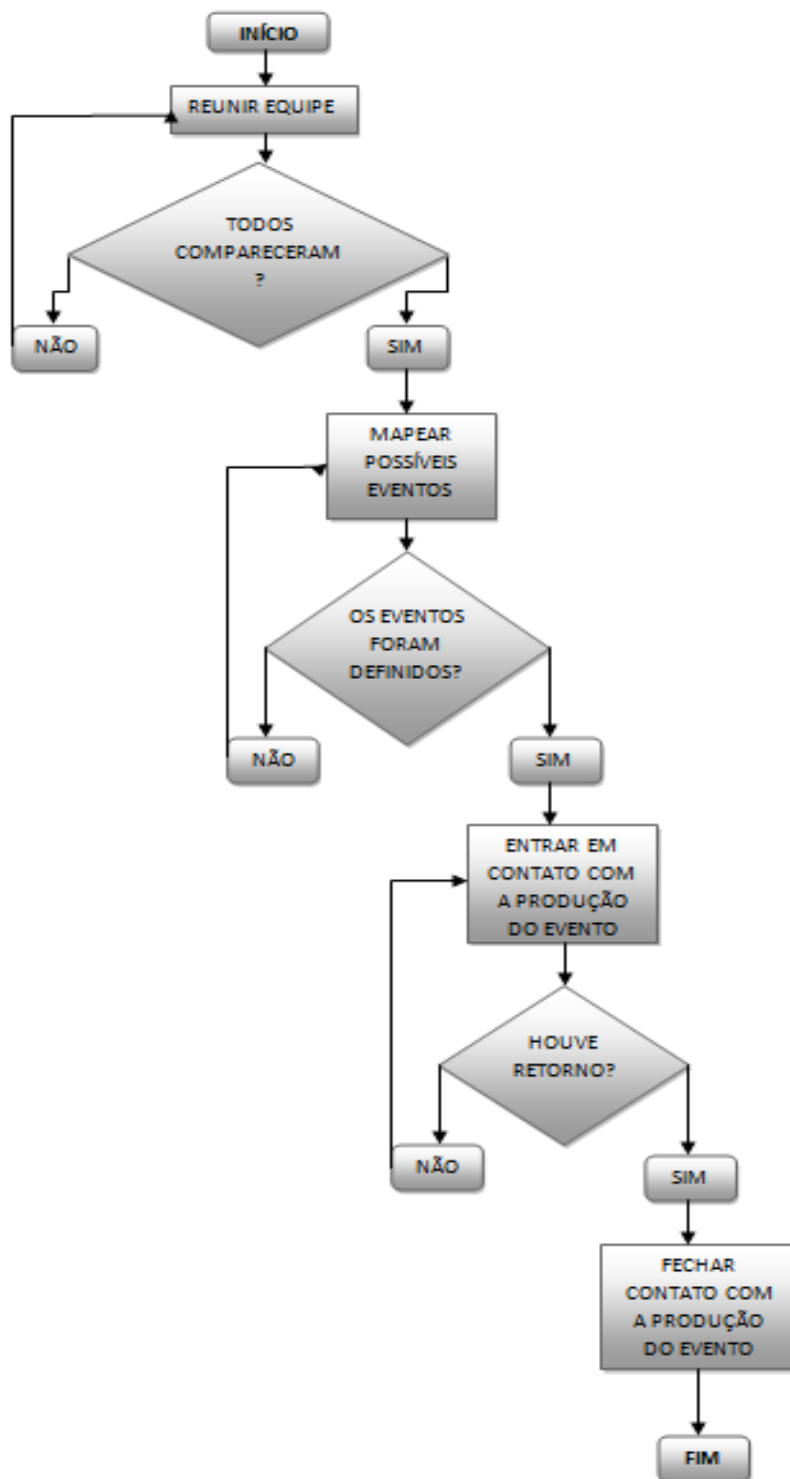 INÍCIO
REUNIR EQUIPE
TODOS
COMPARECERAM
?
NÃO
SIM
MAPEAR
POSSÍVEIS
EVENTOS
OS EVENTOS
FORAM
DEFINIDOS?
NÃO
SIM
ENTRAR EM
CONTATO COM
A PRODUÇÃO
DO EVENTO
HOUVE
RETORNO?
NÃO
SIM
FECHAR
CONTATO COM
A PRODUÇÃO
DO EVENTO
FIM